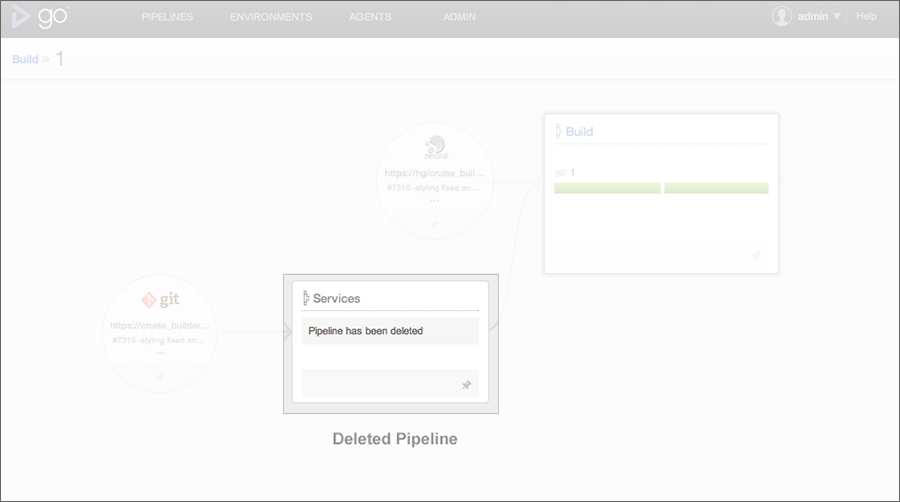 go
PIPELINES
ENVIRONMENTS
AGENTS
ADMIN
admin ▼
Help
Build » 1
https://hg/cruise_buil...
#7315 -styling fixed an...
...
Build
1
git
https://cruise_builder...
#7315 -styling fixed an...
...
Services
Pipeline has been deleted
Deleted Pipeline